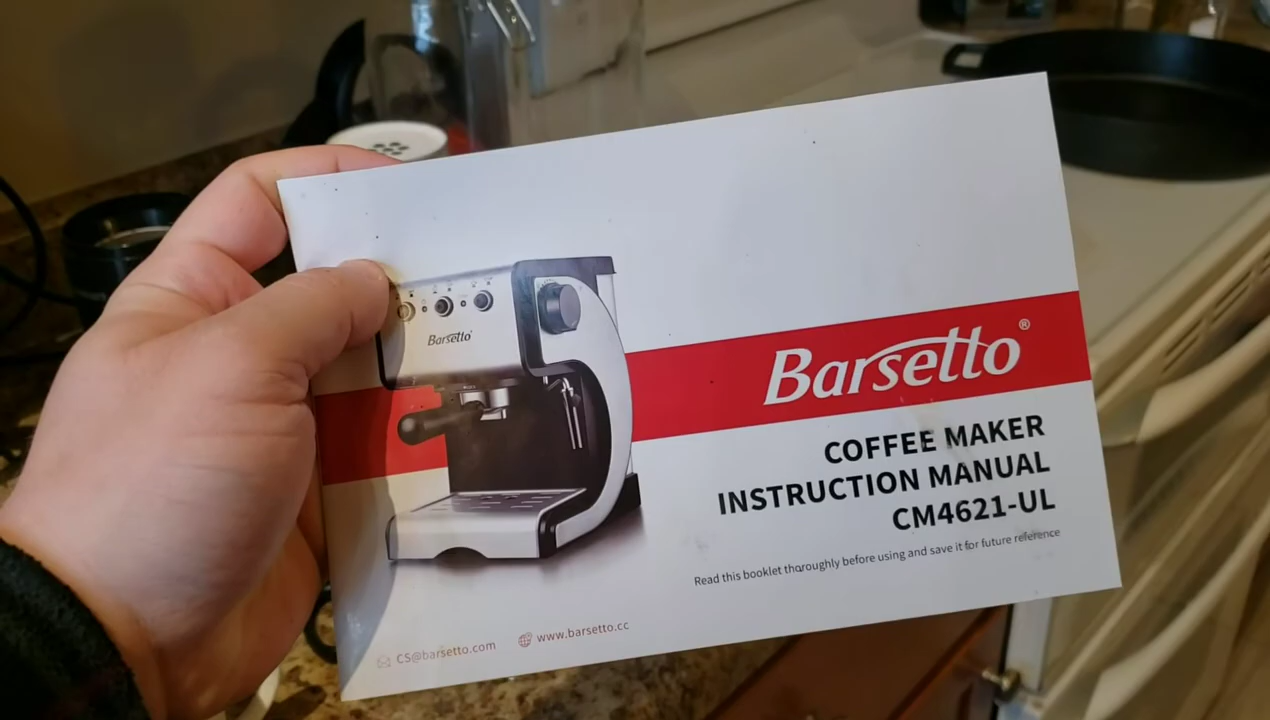 Barsetto
Barsetto®
COFFEE MAKER
INSTRUCTION MANUAL
CM4621-UL
Read this booklet thoroughly before using and save it for future reference
CS@barsetto.com
www.barsetto.cc